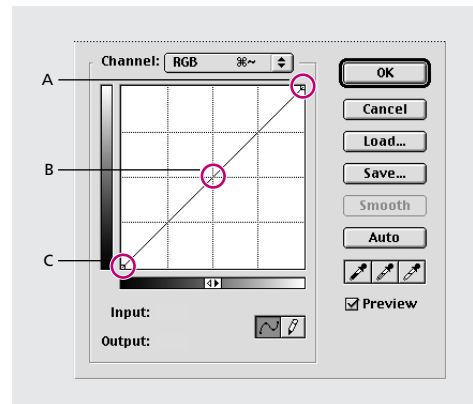 Channel: RGB ⌘~
A
B
C
Input:
Output:
OK
Cancel
Load...
Save...
Smooth
Auto
Preview